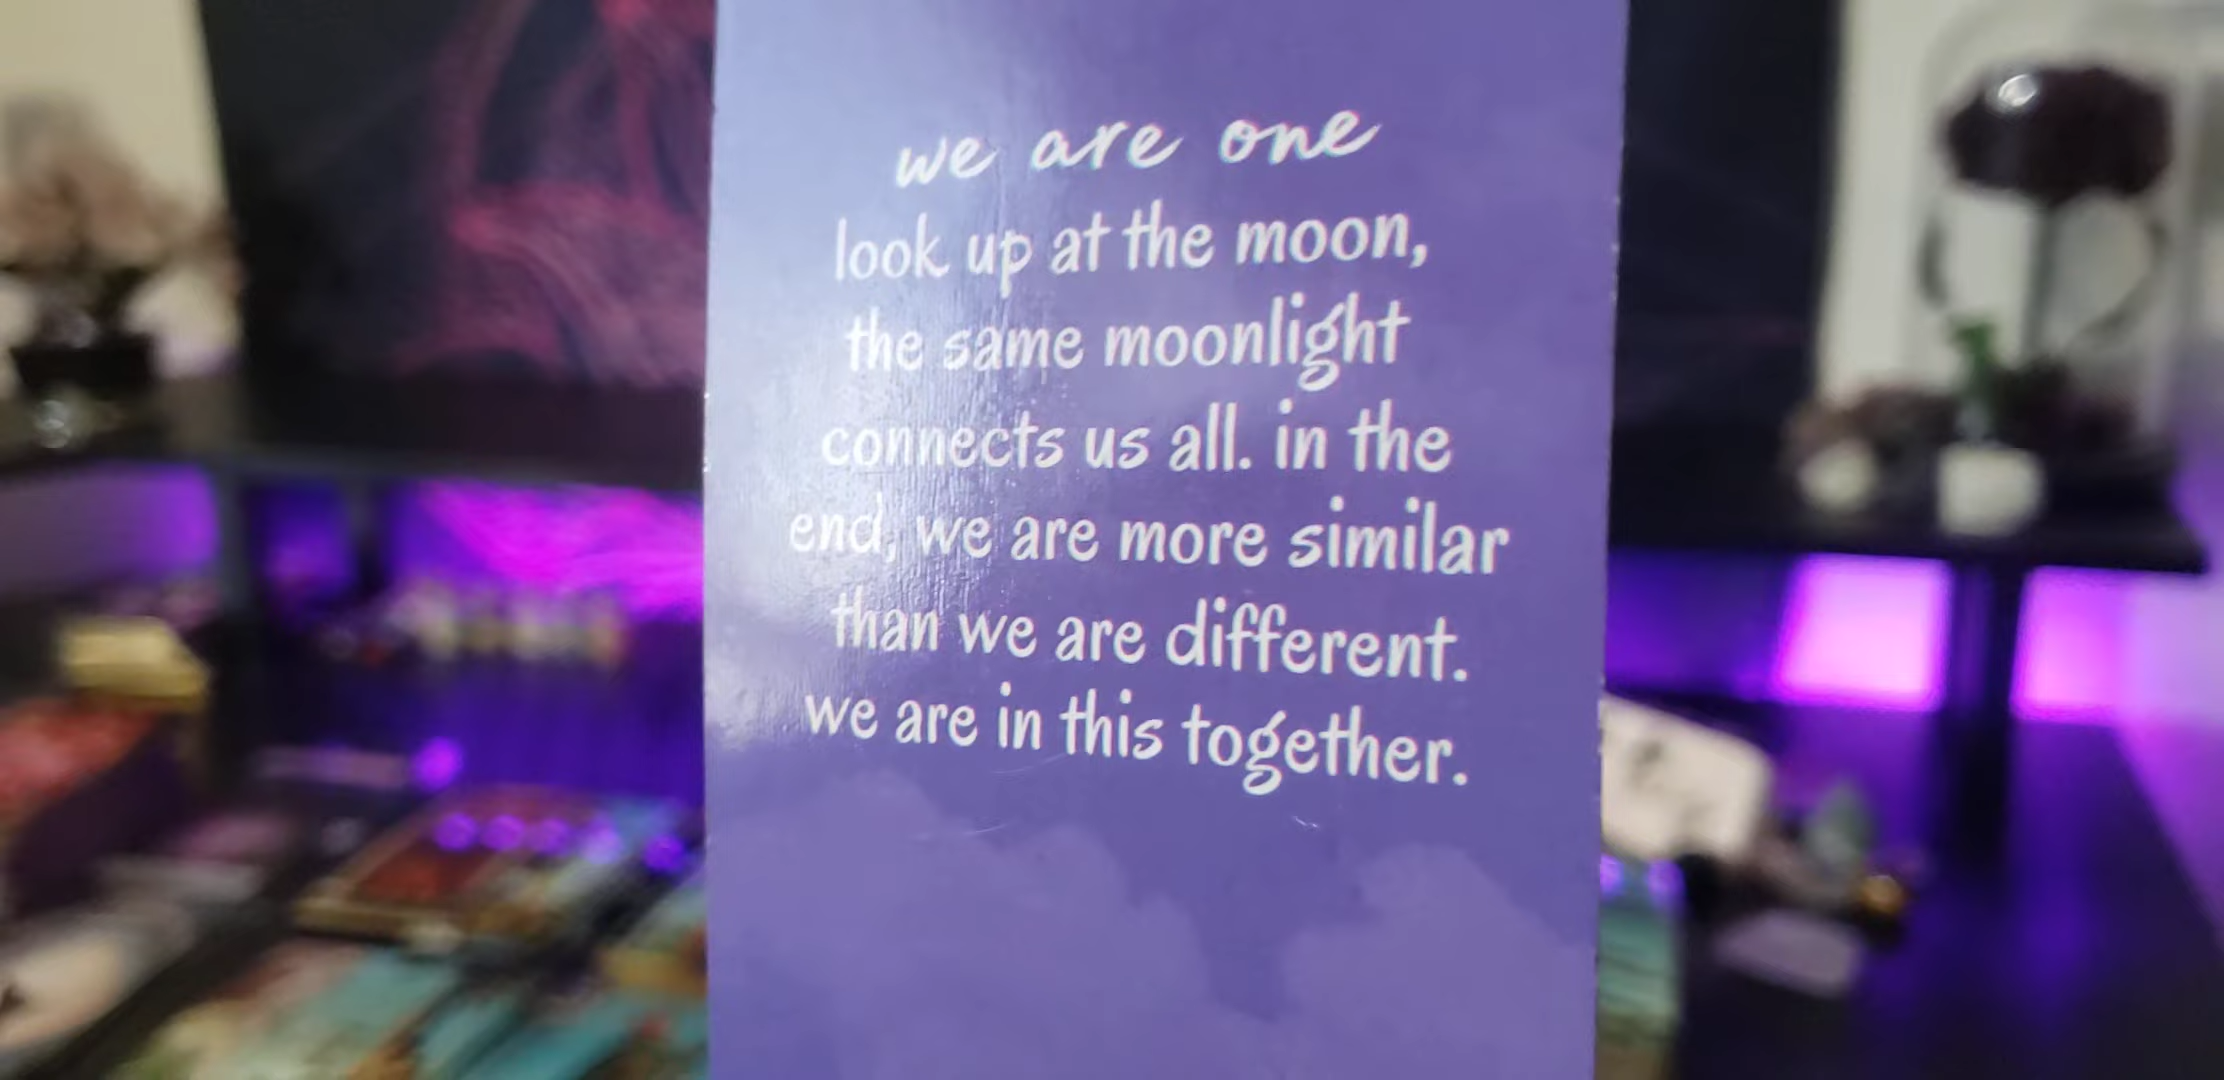 we are one
look up at the moon,
the same moonlight
connects us all. in the
end, we are more similar
than we are different.
we are in this together.